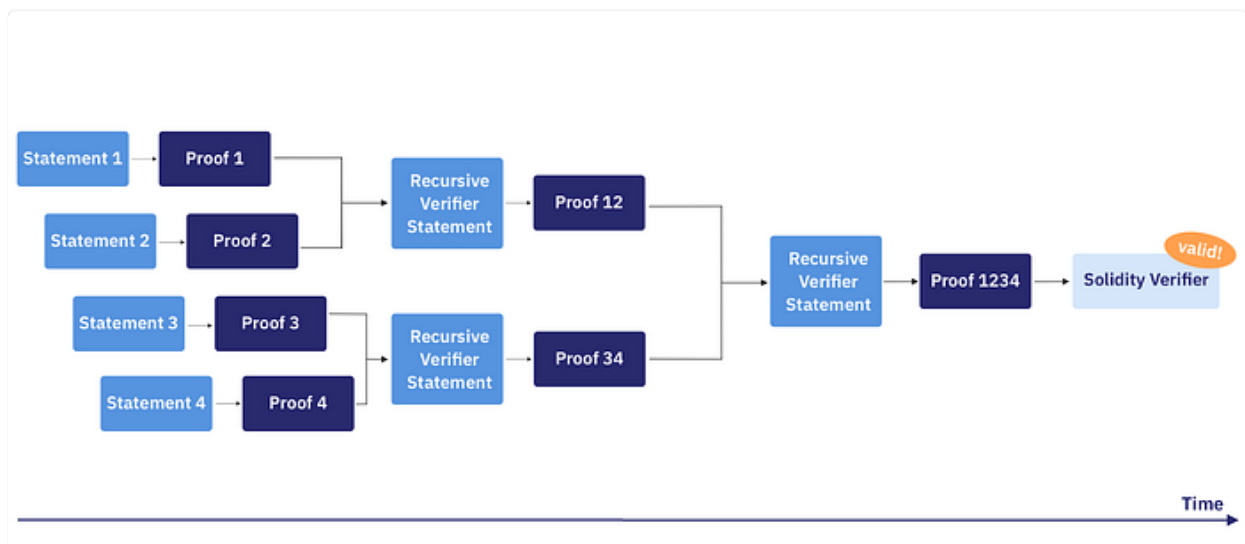 Statement 1
Proof 1
Statement 2
Proof 2
Statement 3
Proof 3
Statement 4
Proof 4
Recursive
Verifier
Statement
Proof 12
Recursive
Verifier
Statement
Proof 34
Recursive
Verifier
Statement
Proof 1234
valid!
Solidity Verifier
Time